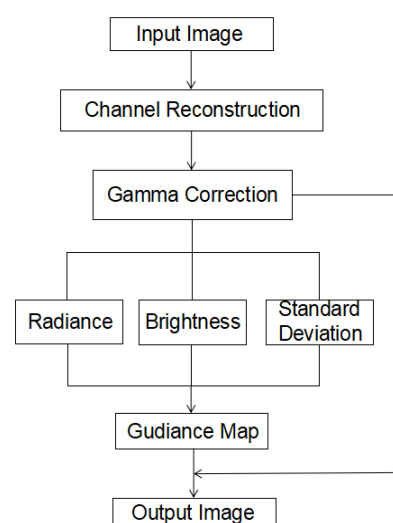 Input Image
Channel Reconstruction
Gamma Correction
Radiance
Brightness
Standard
Deviation
Gudiance Map
Output Image